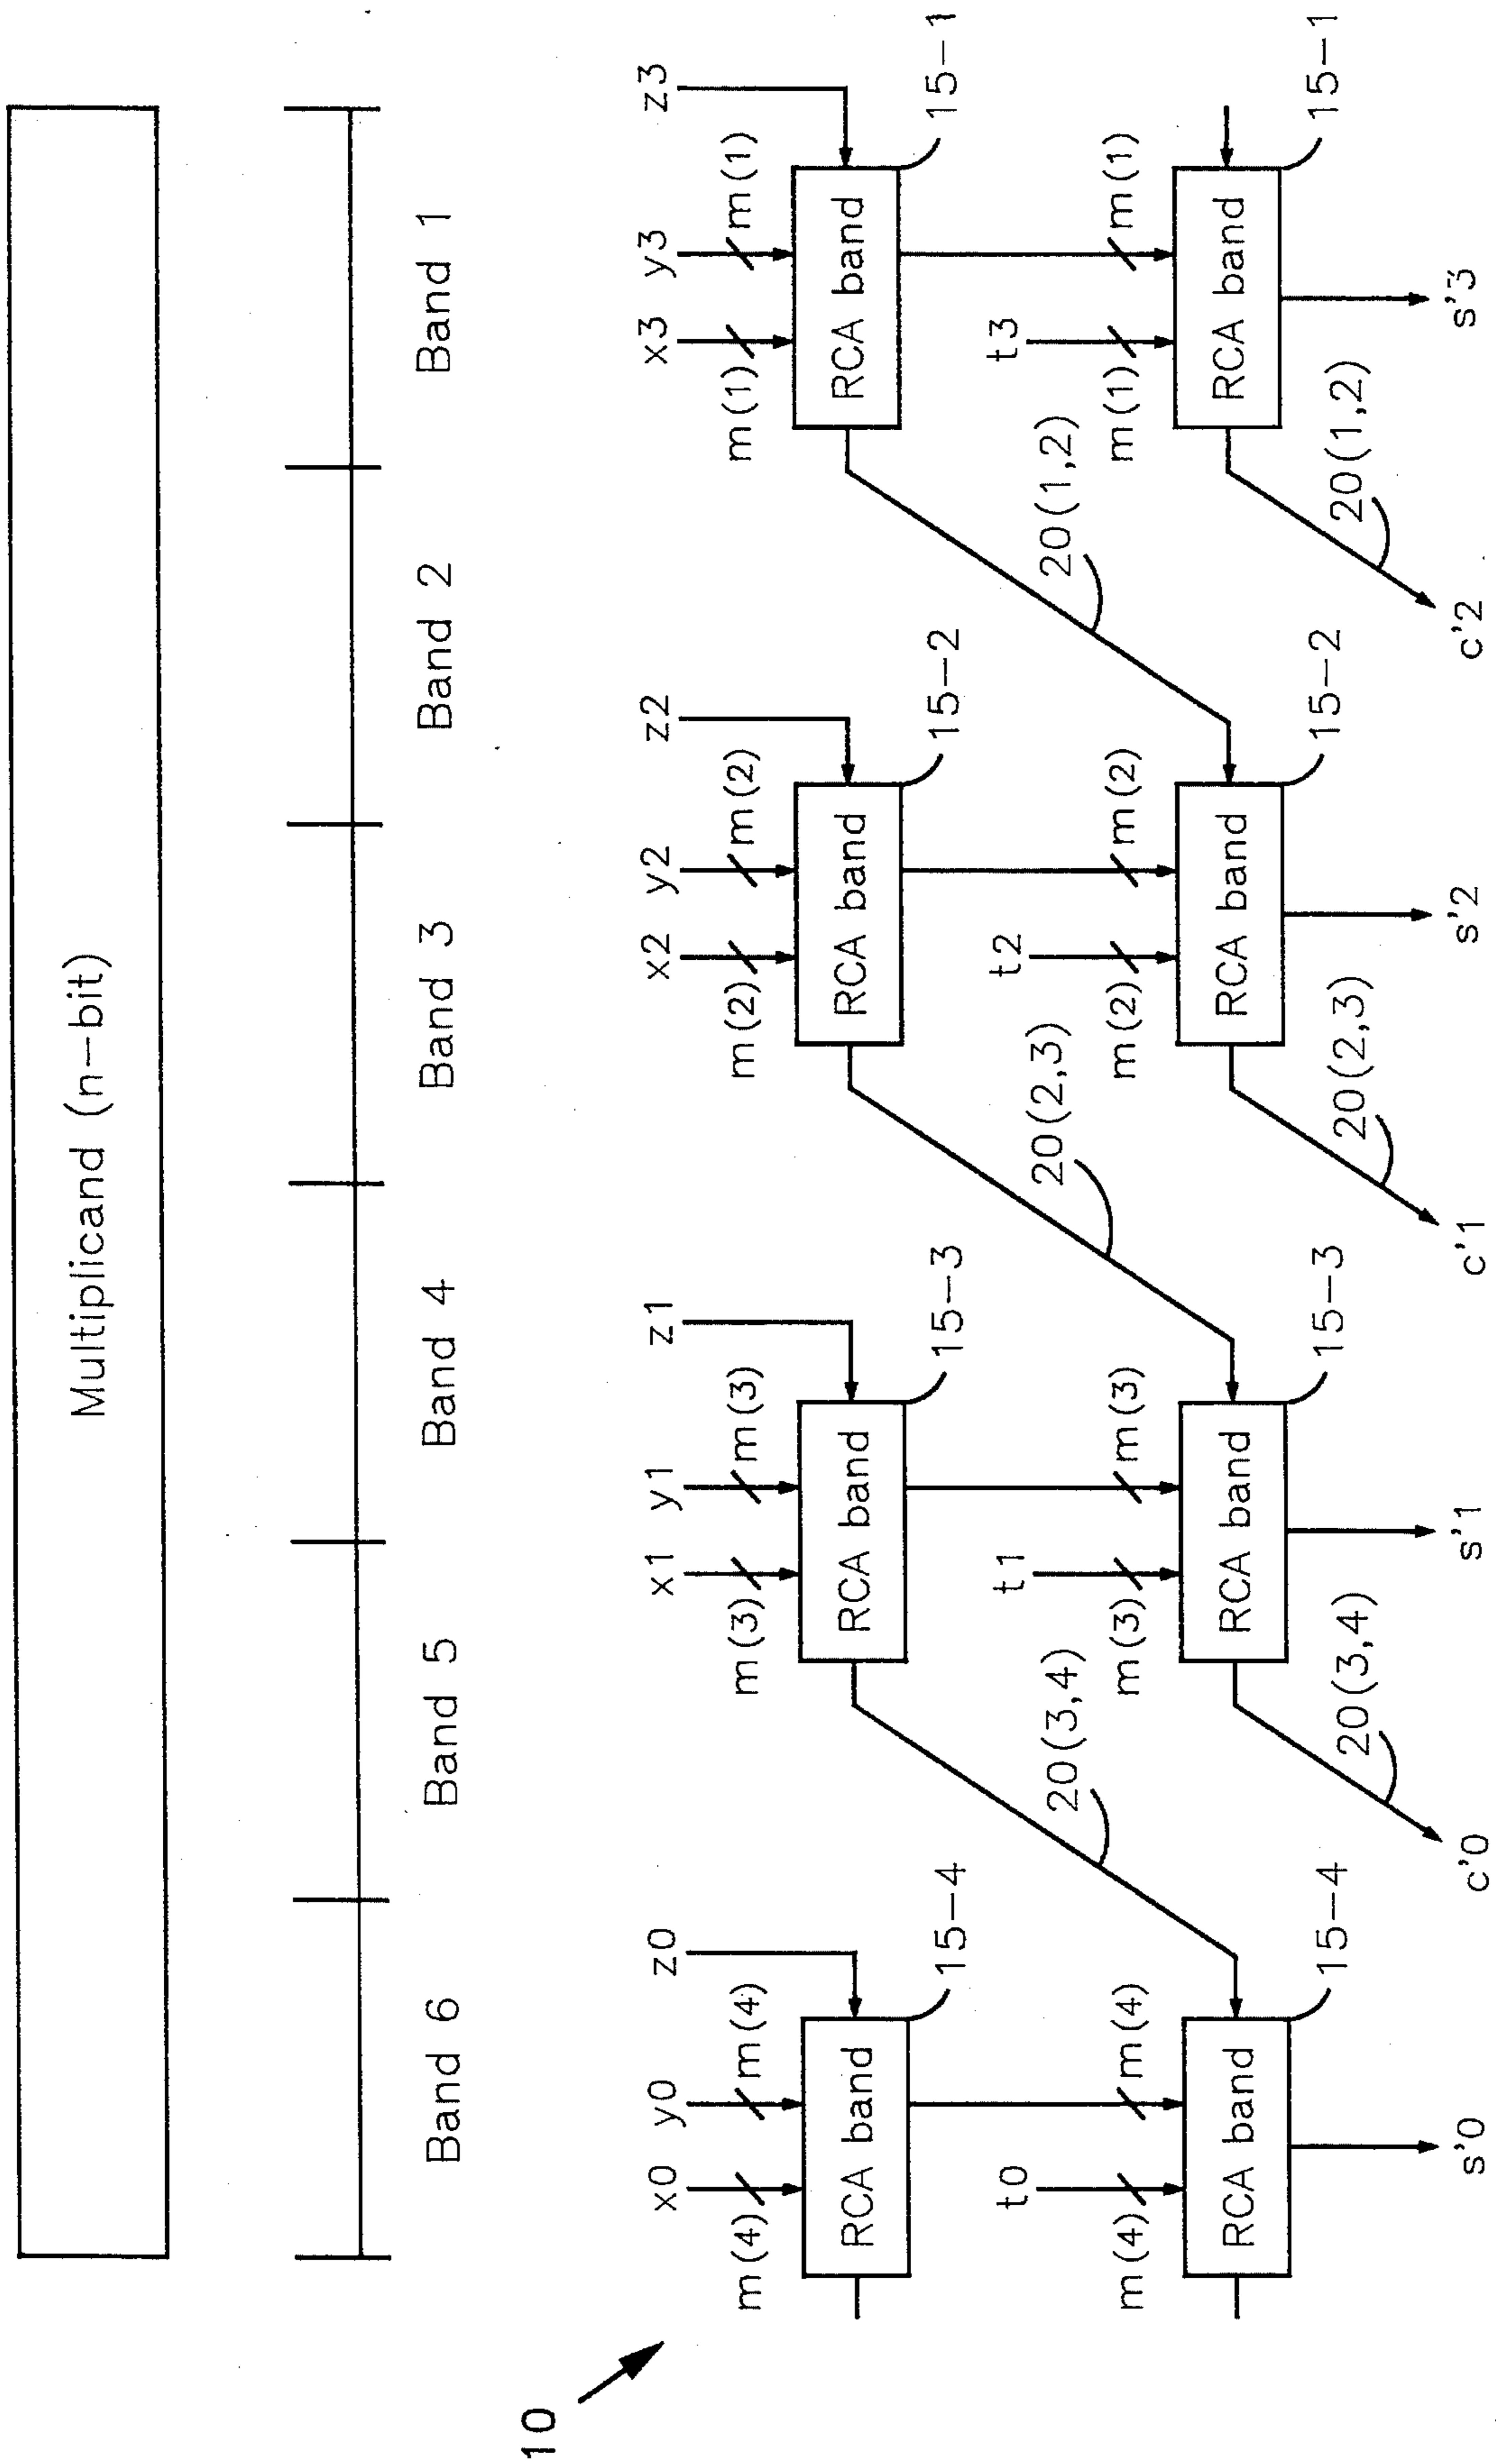 Multiplicand (n-bit)
Band 6 Band 5 Band 4 Band 3 Band 2 Band 1
10
x0 y0 z0 x1 y1 z1 x2 y2 z2 x3 y3 z3
m(4) m(4) m(3) m(3) m(2) m(2) m(1) m(1)
RCA band RCA band RCA band RCA band
15-4 15-3 15-2 15-1
t0 20(3,4) t1 20(2,3) t2 20(1,2) t3
m(4) m(4) m(3) m(3) m(2) m(2) m(1) m(1)
RCA band RCA band RCA band RCA band
15-4 15-3 15-2 15-1
20(3,4) 20(2,3) 20(1,2)
s'0 c'0 s'1 c'1 s'2 c'2 s'3